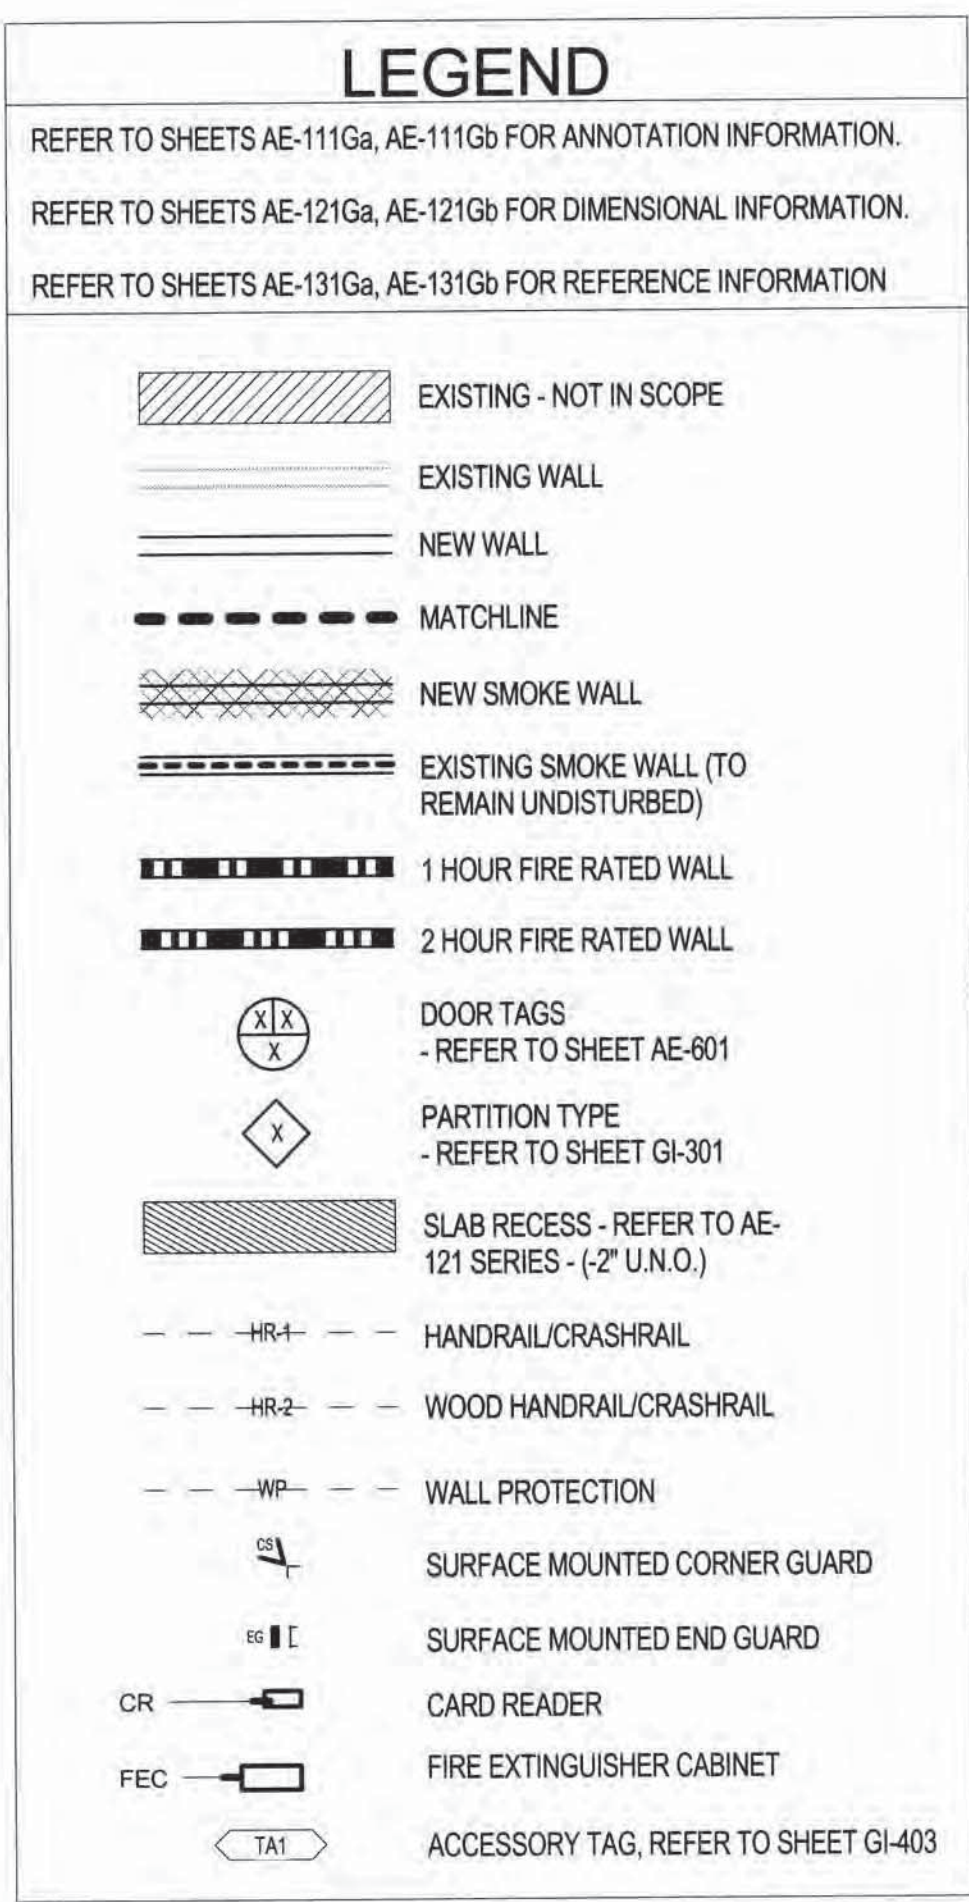 LEGEND
REFER TO SHEETS AE-111Ga, AE-111Gb FOR ANNOTATION INFORMATION.
REFER TO SHEETS AE-121Ga, AE-121Gb FOR DIMENSIONAL INFORMATION.
REFER TO SHEETS AE-131Ga, AE-131Gb FOR REFERENCE INFORMATION
EXISTING - NOT IN SCOPE
EXISTING WALL
NEW WALL
MATCHLINE
NEW SMOKE WALL
EXISTING SMOKE WALL (TO
REMAIN UNDISTURBED)
1 HOUR FIRE RATED WALL
2 HOUR FIRE RATED WALL
X X
X
DOOR TAGS
- REFER TO SHEET AE-601
X
PARTITION TYPE
- REFER TO SHEET GI-301
SLAB RECESS - REFER TO AE-
121 SERIES - (-2" U.N.O.)
HR-1 HANDRAIL/CRASHRAIL
HR-2 WOOD HANDRAIL/CRASHRAIL
WP WALL PROTECTION
CS SURFACE MOUNTED CORNER GUARD
EG SURFACE MOUNTED END GUARD
CR CARD READER
FEC FIRE EXTINGUISHER CABINET
TA1 ACCESSORY TAG, REFER TO SHEET GI-403